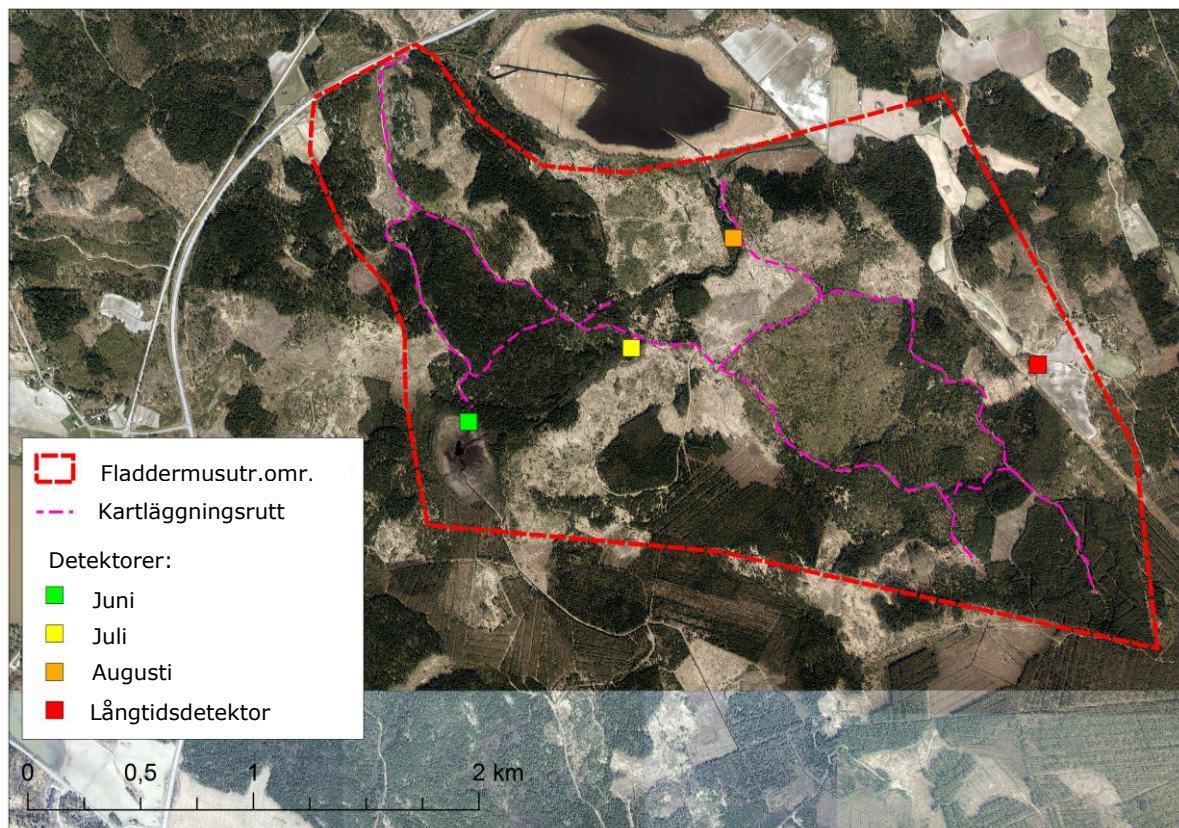 Fladdermusutr.omr.
Kartläggningsrutt
Detektorer:
Juni
Juli
Augusti
Långtidsdetektor
0 0,5 1 2 km